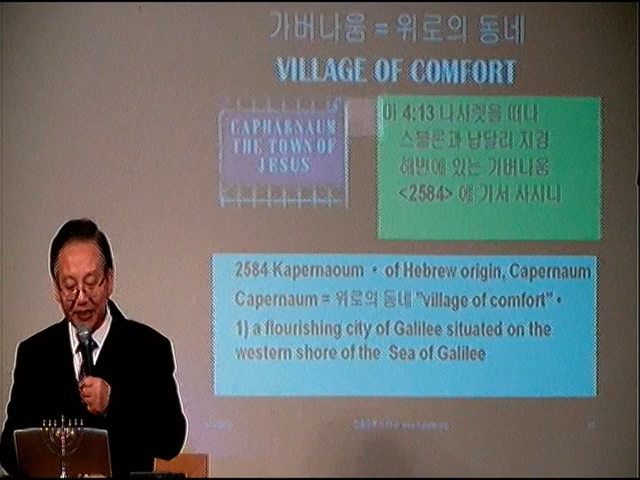 가버나움 = 위로의 동네
VILLAGE OF COMFORT
CAPHARNAUM
THE TOWN OF
JESUS
마 4:13 나사렛을 떠나
스불론과 납달리 지경
해변에 있는 가버나움
<2584> 에 가서 사시니
2584 Kapernaoum • of Hebrew origin, Capernaum
Capernaum = 위로의 동네 "village of comfort" •
1) a flourishing city of Galilee situated on the
western shore of the Sea of Galilee